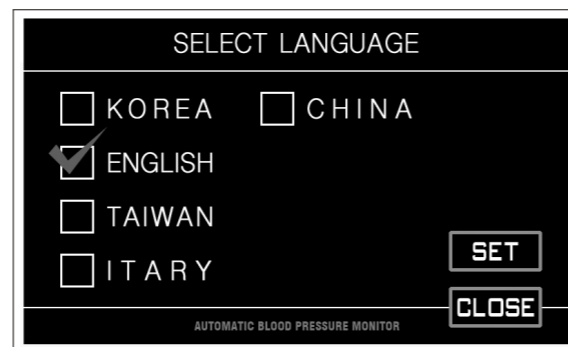 SELECT LANGUAGE
KOREA CHINA
ENGLISH
TAIWAN
ITARY
SET
CLOSE
AUTOMATIC BLOOD PRESSURE MONITOR